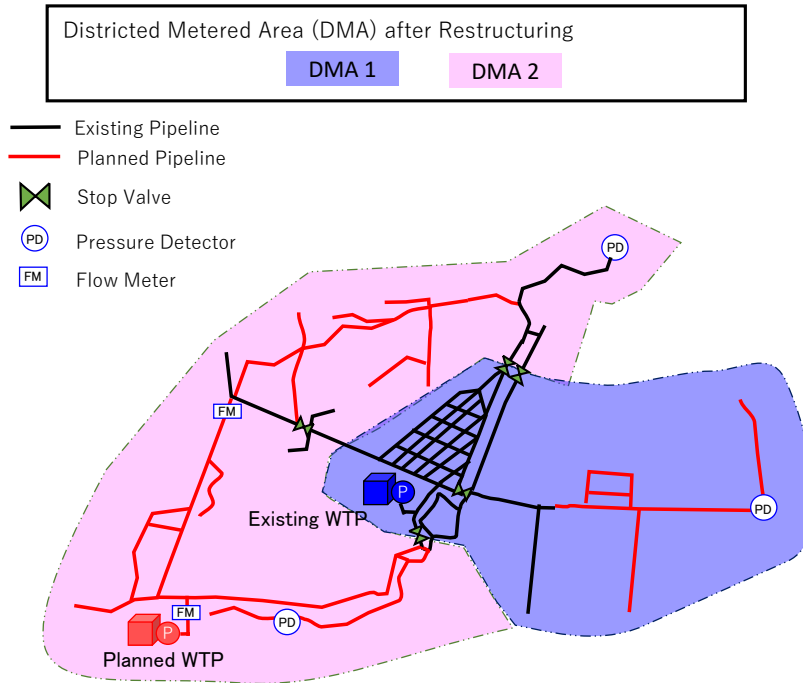 Districted Metered Area (DMA) after Restructuring
DMA 1
DMA 2
Existing Pipeline
Planned Pipeline
Stop Valve
PD
Pressure Detector
FM
Flow Meter
PD
FM
P
Existing WTP
PD
FM
PD
P
Planned WTP